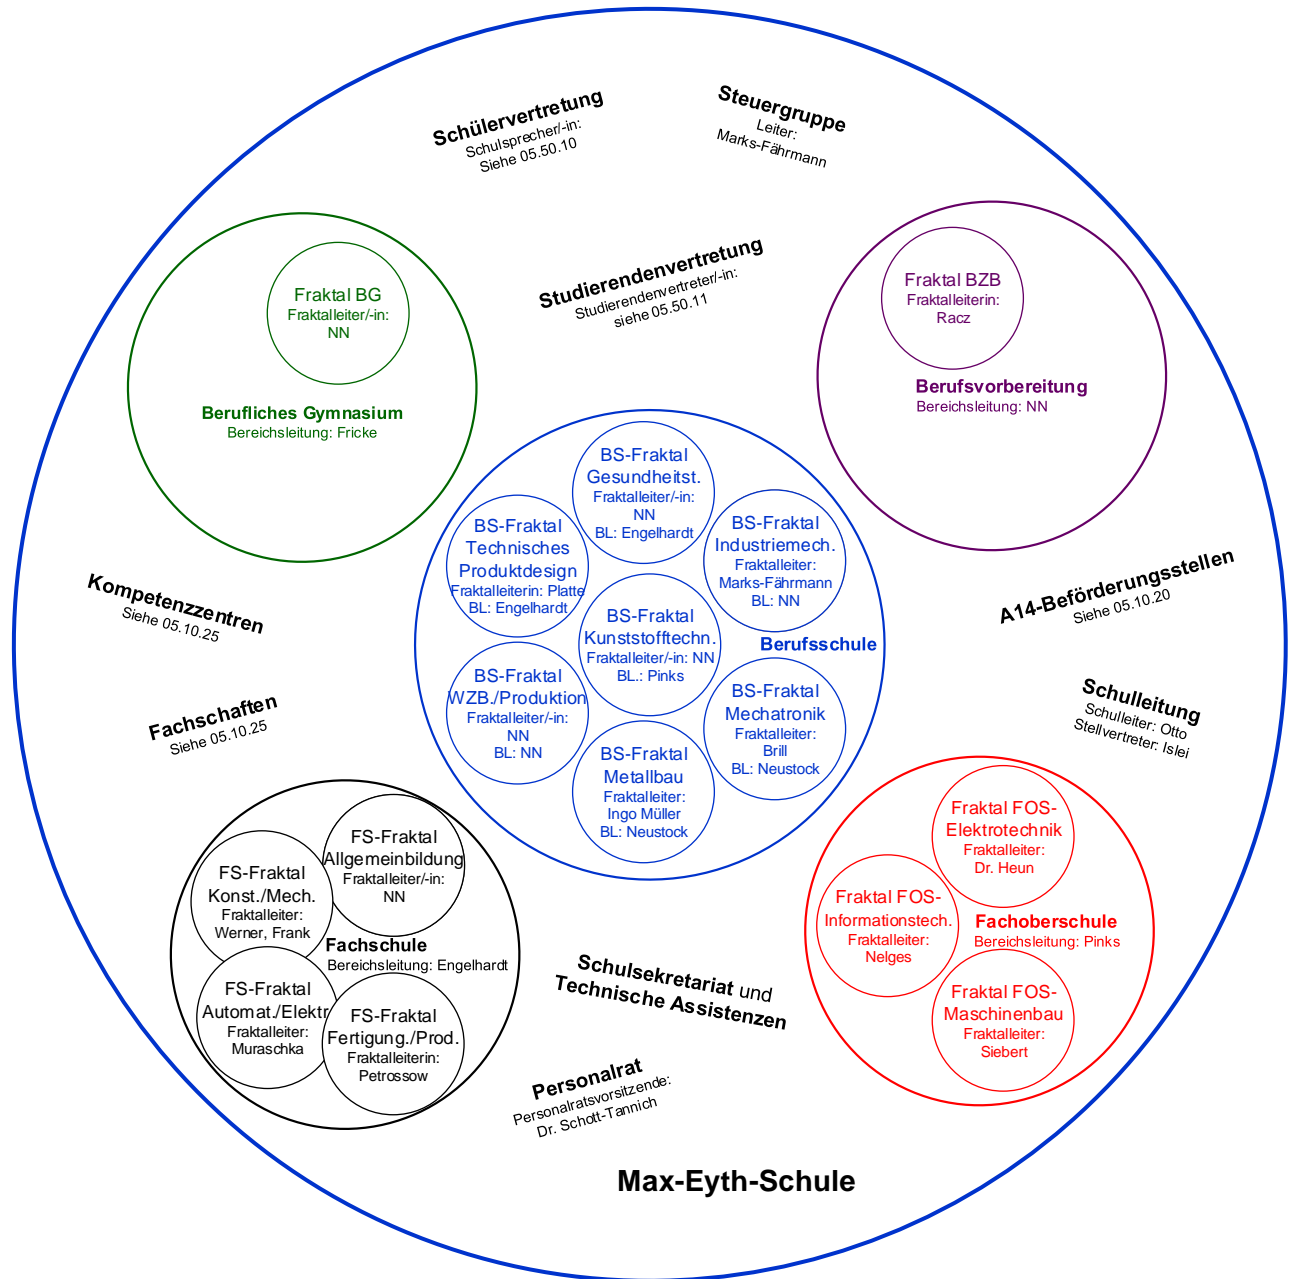 Schülervertretung
Schulsprecher/-in:
Siehe 05.50.10
Steuergruppe
Leiter:
Marks-Fährmann
Studierendenvertretung
Studierendenvertreter/-in:
siehe 05.50.11
Fraktal BG
Fraktalleiter/-in:
NN
Berufliches Gymnasium
Bereichsleitung: Fricke
Fraktal BZB
Fraktalleiterin:
Racz
Berufsvorbereitung
Bereichsleitung: NN
BS-Fraktal
Gesundheitst.
Fraktalleiter/-in:
NN
BL: Engelhardt
BS-Fraktal
Technisches
Produktdesign
Fraktalleiterin: Platte
BL: Engelhardt
BS-Fraktal
Industriemech.
Fraktalleiter:
Marks-Fährmann
BL: NN
BS-Fraktal
Kunststofftechn.
Fraktalleiter/-in: NN
BL.: Pinks
Berufsschule
BS-Fraktal
WZB./Produktion
Fraktalleiter/-in:
NN
BL: NN
BS-Fraktal
Mechatronik
Fraktalleiter:
Brill
BL: Neustock
BS-Fraktal
Metallbau
Fraktalleiter:
Ingo Müller
BL: Neustock
Kompetenzzentren
Siehe 05.10.25
A14-Beförderungsstellen
Siehe 05.10.20
Fachschaften
Siehe 05.10.25
Schulleitung
Schulleiter: Otto
Stellvertreter: Islei
FS-Fraktal
Allgemeinbildung
Fraktalleiter/-in:
NN
FS-Fraktal
Konst./Mech.
Fraktalleiter:
Werner, Frank
Fachschule
Bereichsleitung: Engelhardt
FS-Fraktal
Automat./Elektr
Fraktalleiter:
Muraschka
FS-Fraktal
Fertigung./Prod.
Fraktalleiterin:
Petrossow
Fraktal FOS-
Elektrotechnik
Fraktalleiter:
Dr. Heun
Fraktal FOS-
Informationstech.
Fraktalleiter:
Nelges
Fachoberschule
Bereichsleitung: Pinks
Fraktal FOS-
Maschinenbau
Fraktalleiter:
Siebert
Schulsekretariat und
Technische Assistenzen
Personalrat
Personalratsvorsitzende:
Dr. Schott-Tannich
Max-Eyth-Schule